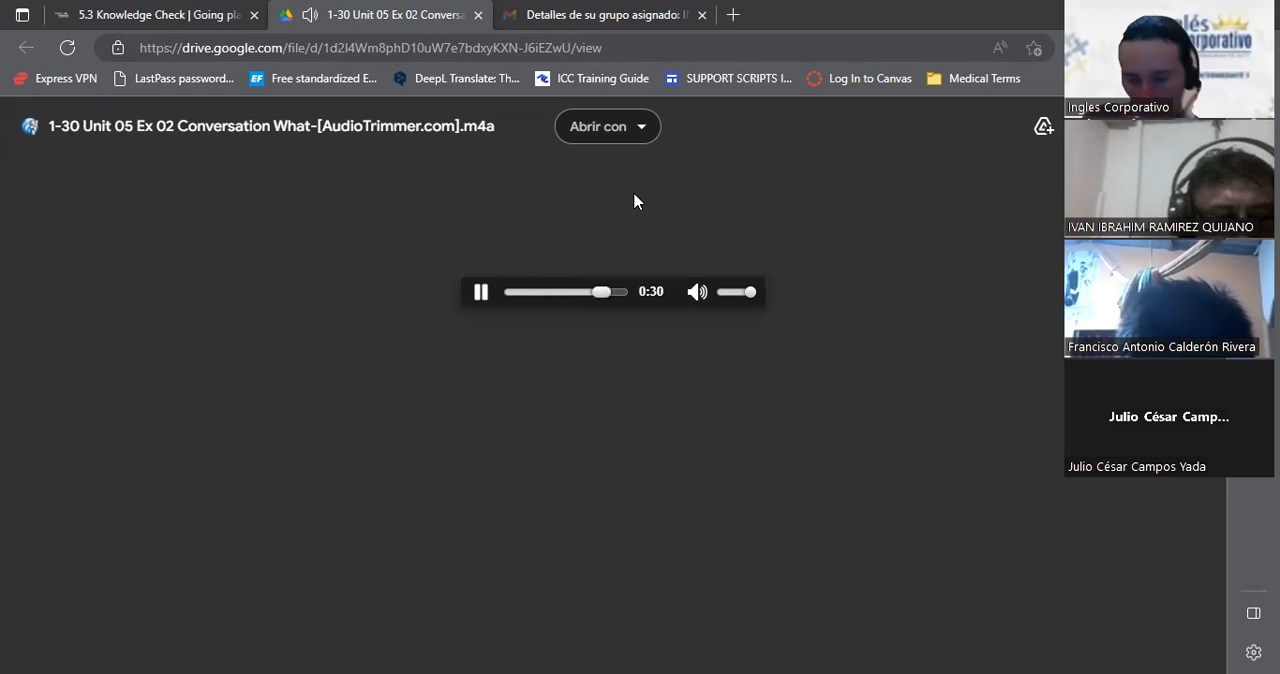 5.3 Knowledge Check | Going pla
1-30 Unit 05 Ex 02 Conversa
Detalles de su grupo asignado: I
https://drive.google.com/file/d/1d2l4Wm8phD10uW7e7bdxyKXN-J6iEZwU/view
Express VPN
LastPass password...
EF
Free standardized E...
DeepL Translate: Th...
ICC Training Guide
SUPPORT SCRIPTS I...
Log In to Canvas
Medical Terms
1-30 Unit 05 Ex 02 Conversation What-[AudioTrimmer.com].m4a
Abrir con
0:30
Ingles Corporativo
IVAN IBRAHIM RAMIREZ QUIJANO
Francisco Antonio Calderón Rivera
Julio César Camp...
Julio César Campos Yada